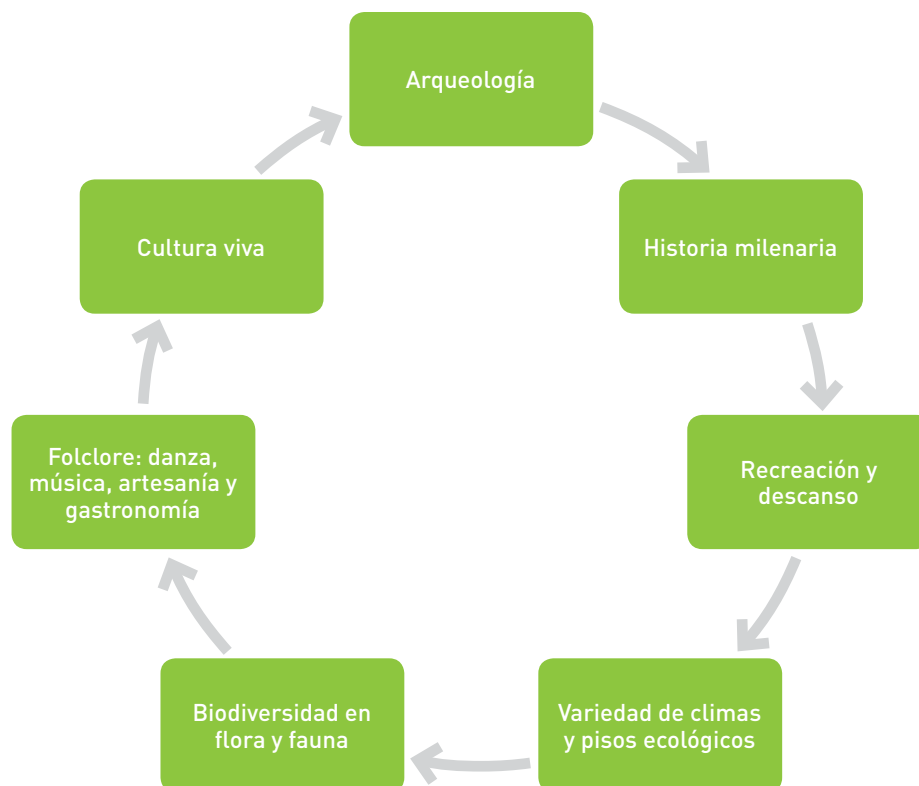 Arqueología
Historia milenaria
Recreación y
descanso
Variedad de climas
y pisos ecológicos
Biodiversidad en
flora y fauna
Folclore: danza,
música, artesanía y
gastronomía
Cultura viva